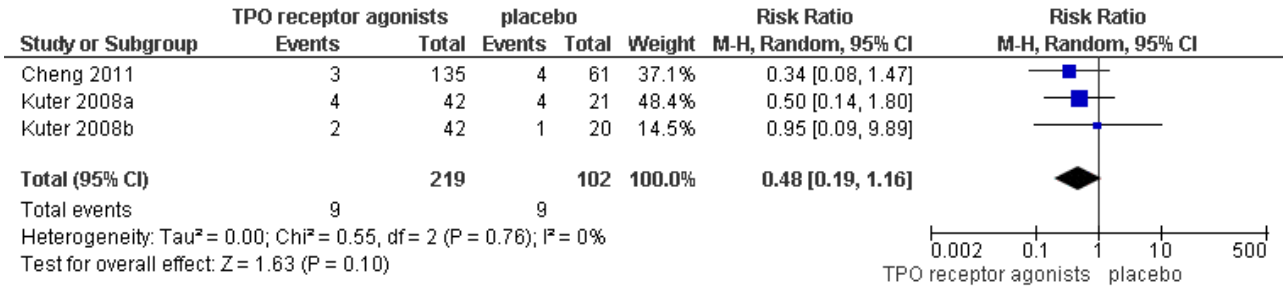 TPO receptor agonists placebo Risk Ratio Risk Ratio
Study or Subgroup Events Total Events Total Weight M-H, Random, 95% CI M-H, Random, 95% CI
Cheng 2011 3 135 4 61 37.1% 0.34 [0.08, 1.47]
Kuter 2008a 4 42 4 21 48.4% 0.50 [0.14, 1.80]
Kuter 2008b 2 42 1 20 14.5% 0.95 [0.09, 9.89]
Total (95% CI) 219 102 100.0% 0.48 [0.19, 1.16]
Total events 9 9
Heterogeneity: Tau² = 0.00; Chi² = 0.55, df = 2 (P = 0.76); I² = 0%
Test for overall effect: Z = 1.63 (P = 0.10)
0.002 0.1 1 10 500
TPO receptor agonists placebo